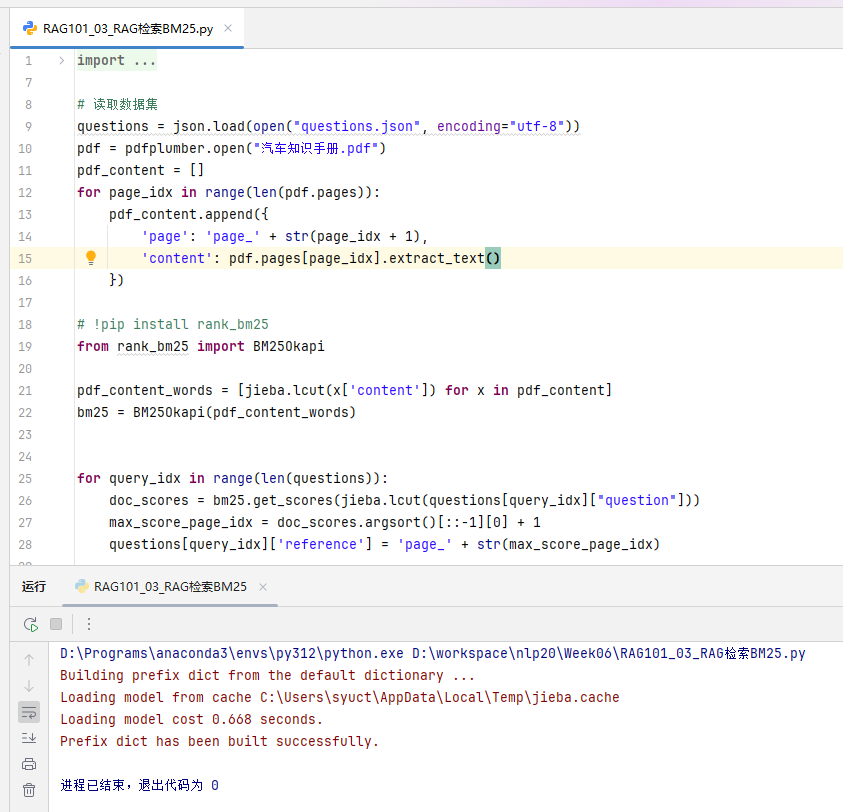 RAG101_03_RAG检索BM25.py
1 import ...
7
8 # 读取数据集
9 questions = json.load(open("questions.json", encoding="utf-8"))
10 pdf = pdfplumber.open("汽车知识手册.pdf")
11 pdf_content = []
12 for page_idx in range(len(pdf.pages)):
13 pdf_content.append({
14 'page': 'page_' + str(page_idx + 1),
15 'content': pdf.pages[page_idx].extract_text()
16 })
17
18 # !pip install rank_bm25
19 from rank_bm25 import BM25Okapi
20
21 pdf_content_words = [jieba.lcut(x['content']) for x in pdf_content]
22 bm25 = BM25Okapi(pdf_content_words)
23
24
25 for query_idx in range(len(questions)):
26 doc_scores = bm25.get_scores(jieba.lcut(questions[query_idx]["question"]))
27 max_score_page_idx = doc_scores.argsort()[::-1][0] + 1
28 questions[query_idx]['reference'] = 'page_' + str(max_score_page_idx)
运行 RAG101_03_RAG检索BM25
D:\Programs\anaconda3\envs\py312\python.exe D:\workspace\nlp20\Week06\RAG101_03_RAG检索BM25.py
Building prefix dict from the default dictionary ...
Loading model from cache C:\Users\syuct\AppData\Local\Temp\jieba.cache
Loading model cost 0.668 seconds.
Prefix dict has been built successfully.
进程已结束，退出代码为 0